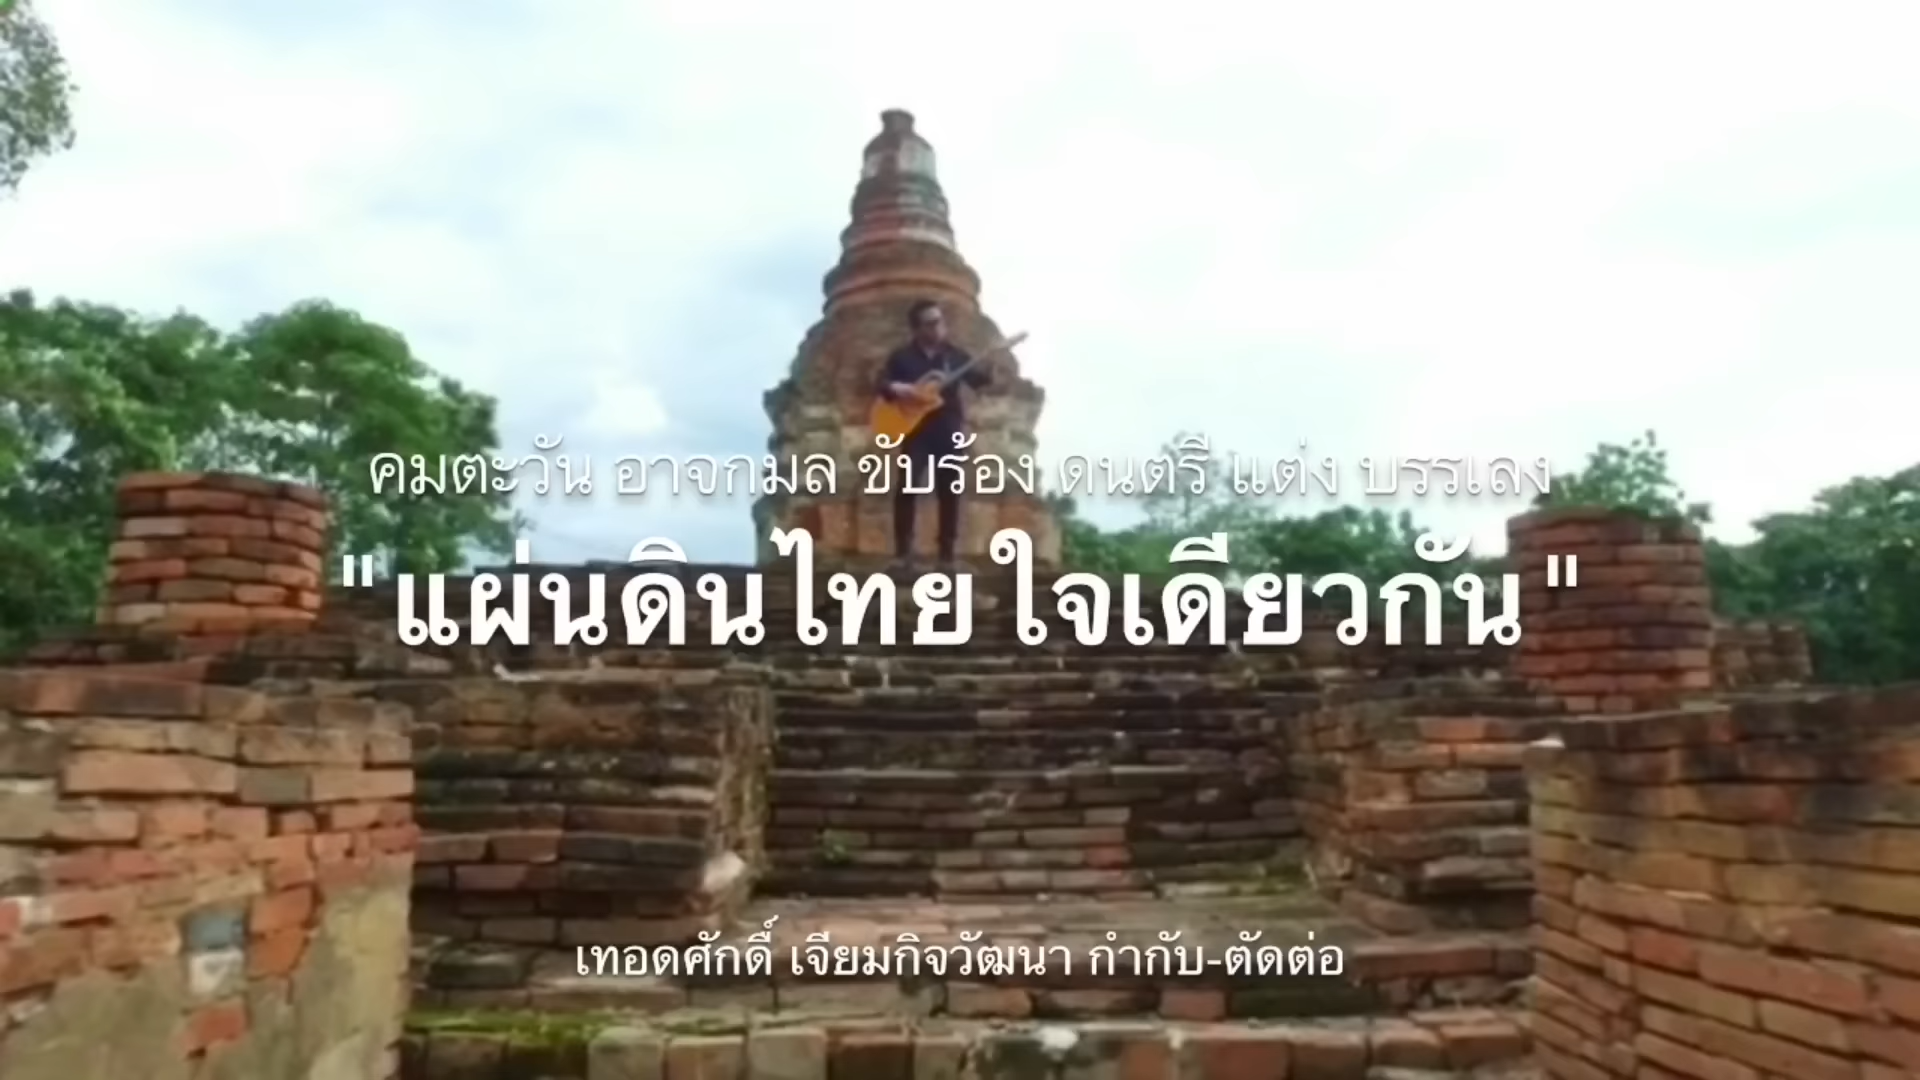 คมตะวัน อาจกมล ขับร้อง ดนตรี แต่ง บรรเลง
"แผ่นดินไทย ใจเดียวกัน"
เทอดศักดิ์ เจียมกิจวัฒนา กำกับ-ตัดต่อ